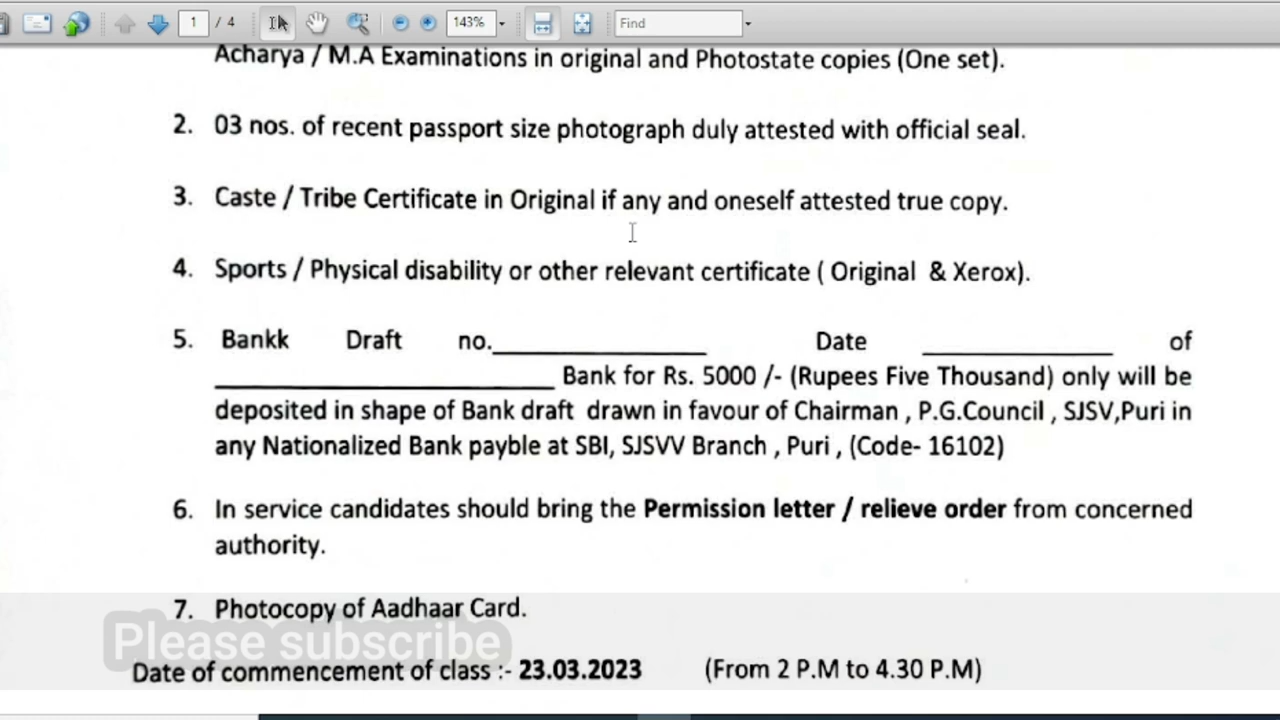 1 / 4 143% Find
Acharya / M.A Examinations in original and Photostate copies (One set).
2. 03 nos. of recent passport size photograph duly attested with official seal.
3. Caste / Tribe Certificate in Original if any and oneself attested true copy.
4. Sports / Physical disability or other relevant certificate ( Original & Xerox).
5. Bankk Draft no.______________ Date ______________ of
______________________ Bank for Rs. 5000 /- (Rupees Five Thousand) only will be
deposited in shape of Bank draft drawn in favour of Chairman , P.G.Council , SJSV,Puri in
any Nationalized Bank payble at SBI, SJSVV Branch , Puri , (Code- 16102)
6. In service candidates should bring the Permission letter / relieve order from concerned
authority.
7. Photocopy of Aadhaar Card.
Please subscribe
Date of commencement of class :- 23.03.2023 (From 2 P.M to 4.30 P.M)